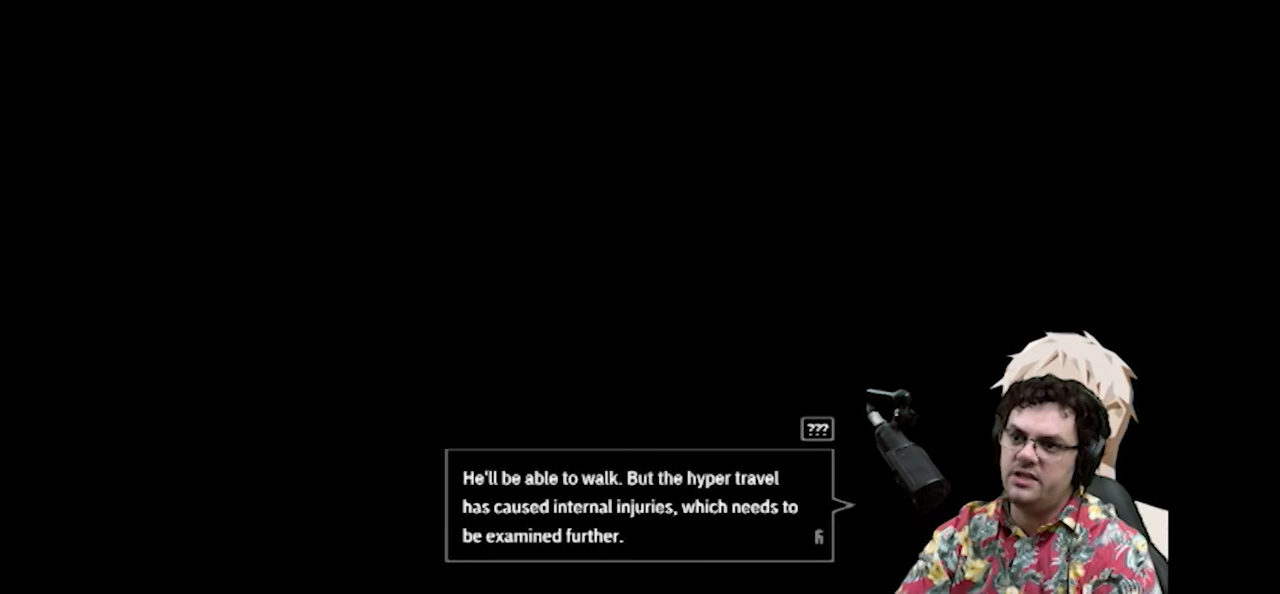 ???
He'll be able to walk. But the hyper travel
has caused internal injuries, which needs to
be examined further.